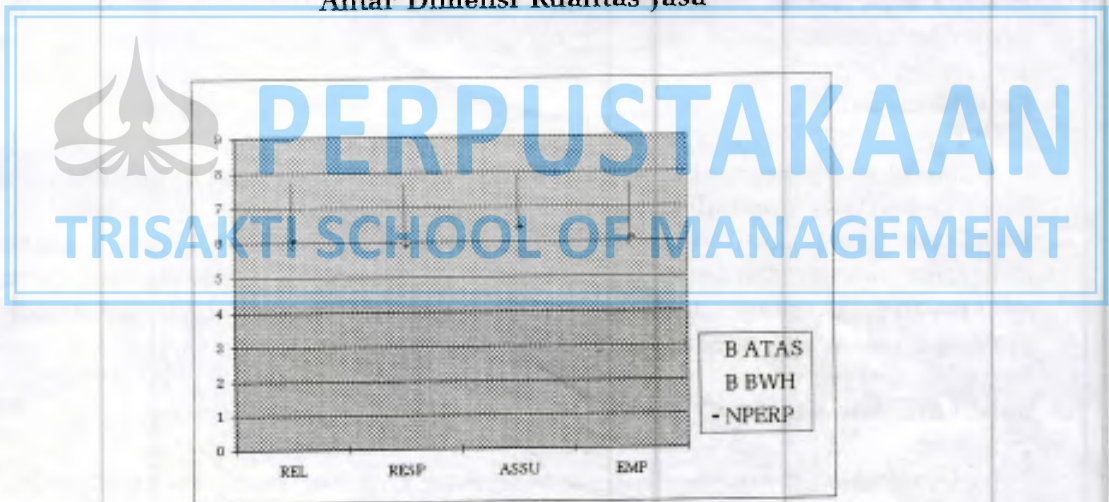 Antar Dimensi Kualitas Jasa
PERPUSTAKAAN
TRISAKTI SCHOOL OF MANAGEMENT
9
8
7
6
5
4
3
2
1
0
REL RESP ASSU EMP
B ATAS
B BWH
- NPERP